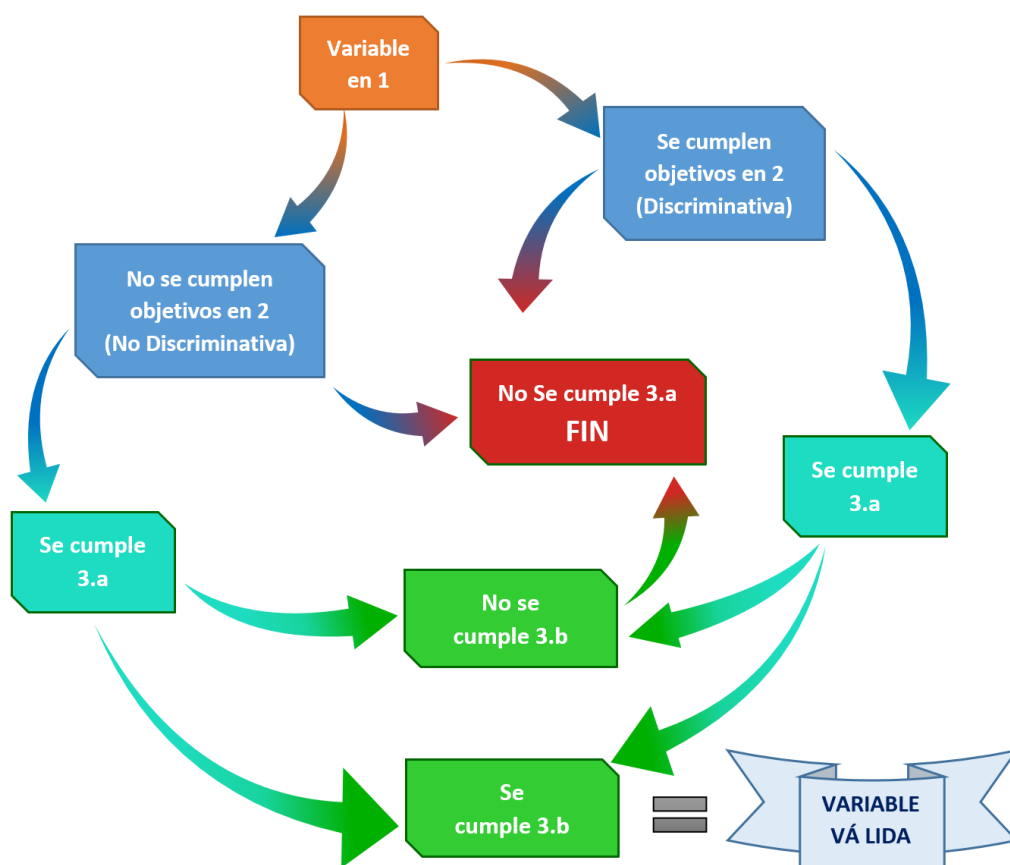 Variable
en 1
Se cumplen
objetivos en 2
(Discriminativa)
No se cumplen
objetivos en 2
(No Discriminativa)
No Se cumple 3.a
FIN
Se cumple
3.a
Se cumple
3.a
No se
cumple 3.b
Se
cumple 3.b
VARIABLE
VÁ LIDA